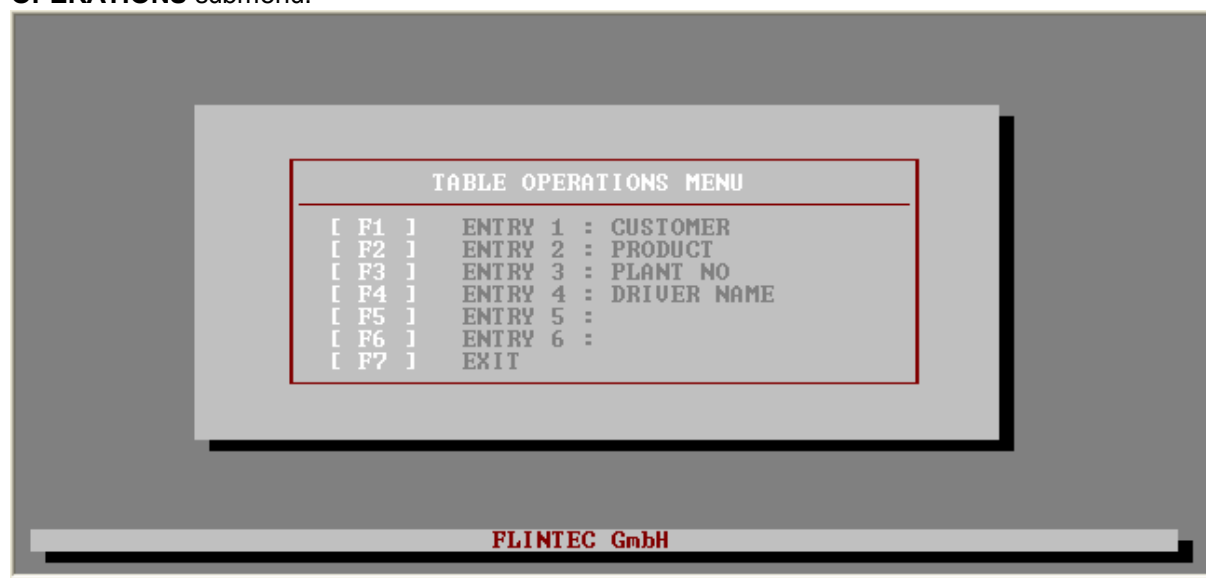 OPERATIONS submenu.
TABLE OPERATIONS MENU
[ F1 ] ENTRY 1 : CUSTOMER
[ F2 ] ENTRY 2 : PRODUCT
[ F3 ] ENTRY 3 : PLANT NO
[ F4 ] ENTRY 4 : DRIVER NAME
[ F5 ] ENTRY 5 :
[ F6 ] ENTRY 6 :
[ F7 ] EXIT
FLINTEC GmbH